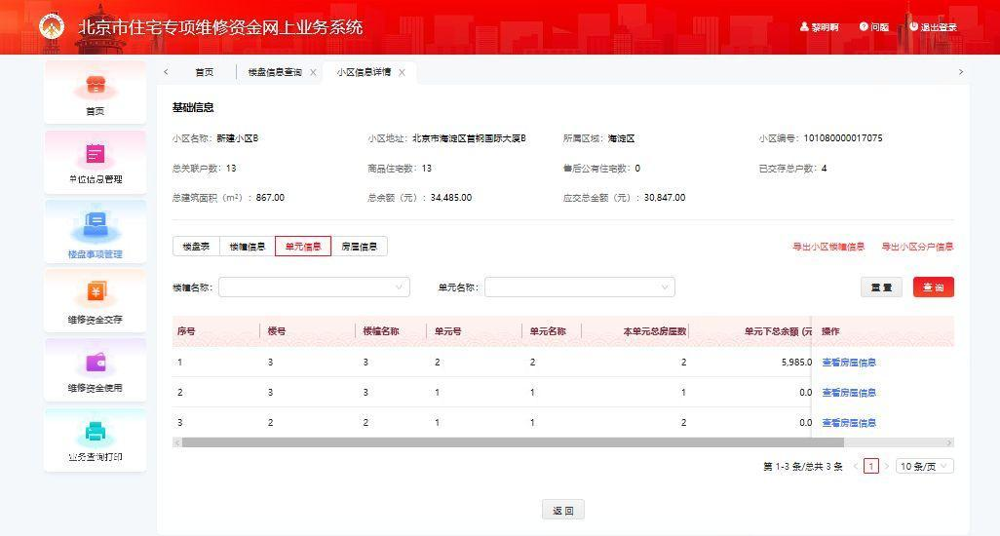 北京市住宅专项维修资金网上业务系统
黎明啊 问题 退出登录
首页 楼盘信息查询 X 小区信息详情 X
首页
单位信息管理
楼盘事项管理
维修资金交存
维修资金使用
业务查询打印
基础信息
小区名称：新建小区B 小区地址：北京市海淀区首钢国际大厦B 所属区域：海淀区 小区编号：101080000017075
总关联户数：13 商品住宅数：13 售后公有住宅数：0 已交存总户数：4
总建筑面积（m²）：867.00 总余额（元）：34,485.00 应交总金额（元）：30,847.00
楼盘表 楼幢信息 单元信息 房屋信息 导出小区楼幢信息 导出小区分户信息
楼幢名称： 单元名称： 重 置 查 询
序号 楼号 楼幢名称 单元号 单元名称 本单元总房屋数 单元下总余额 (元 操作
1 3 3 2 2 2 5,985.0 查看房屋信息
2 3 3 1 1 1 0.0 查看房屋信息
3 2 2 1 1 2 0.0 查看房屋信息
第 1-3 条/总共 3 条 < 1 > 10 条/页
返 回